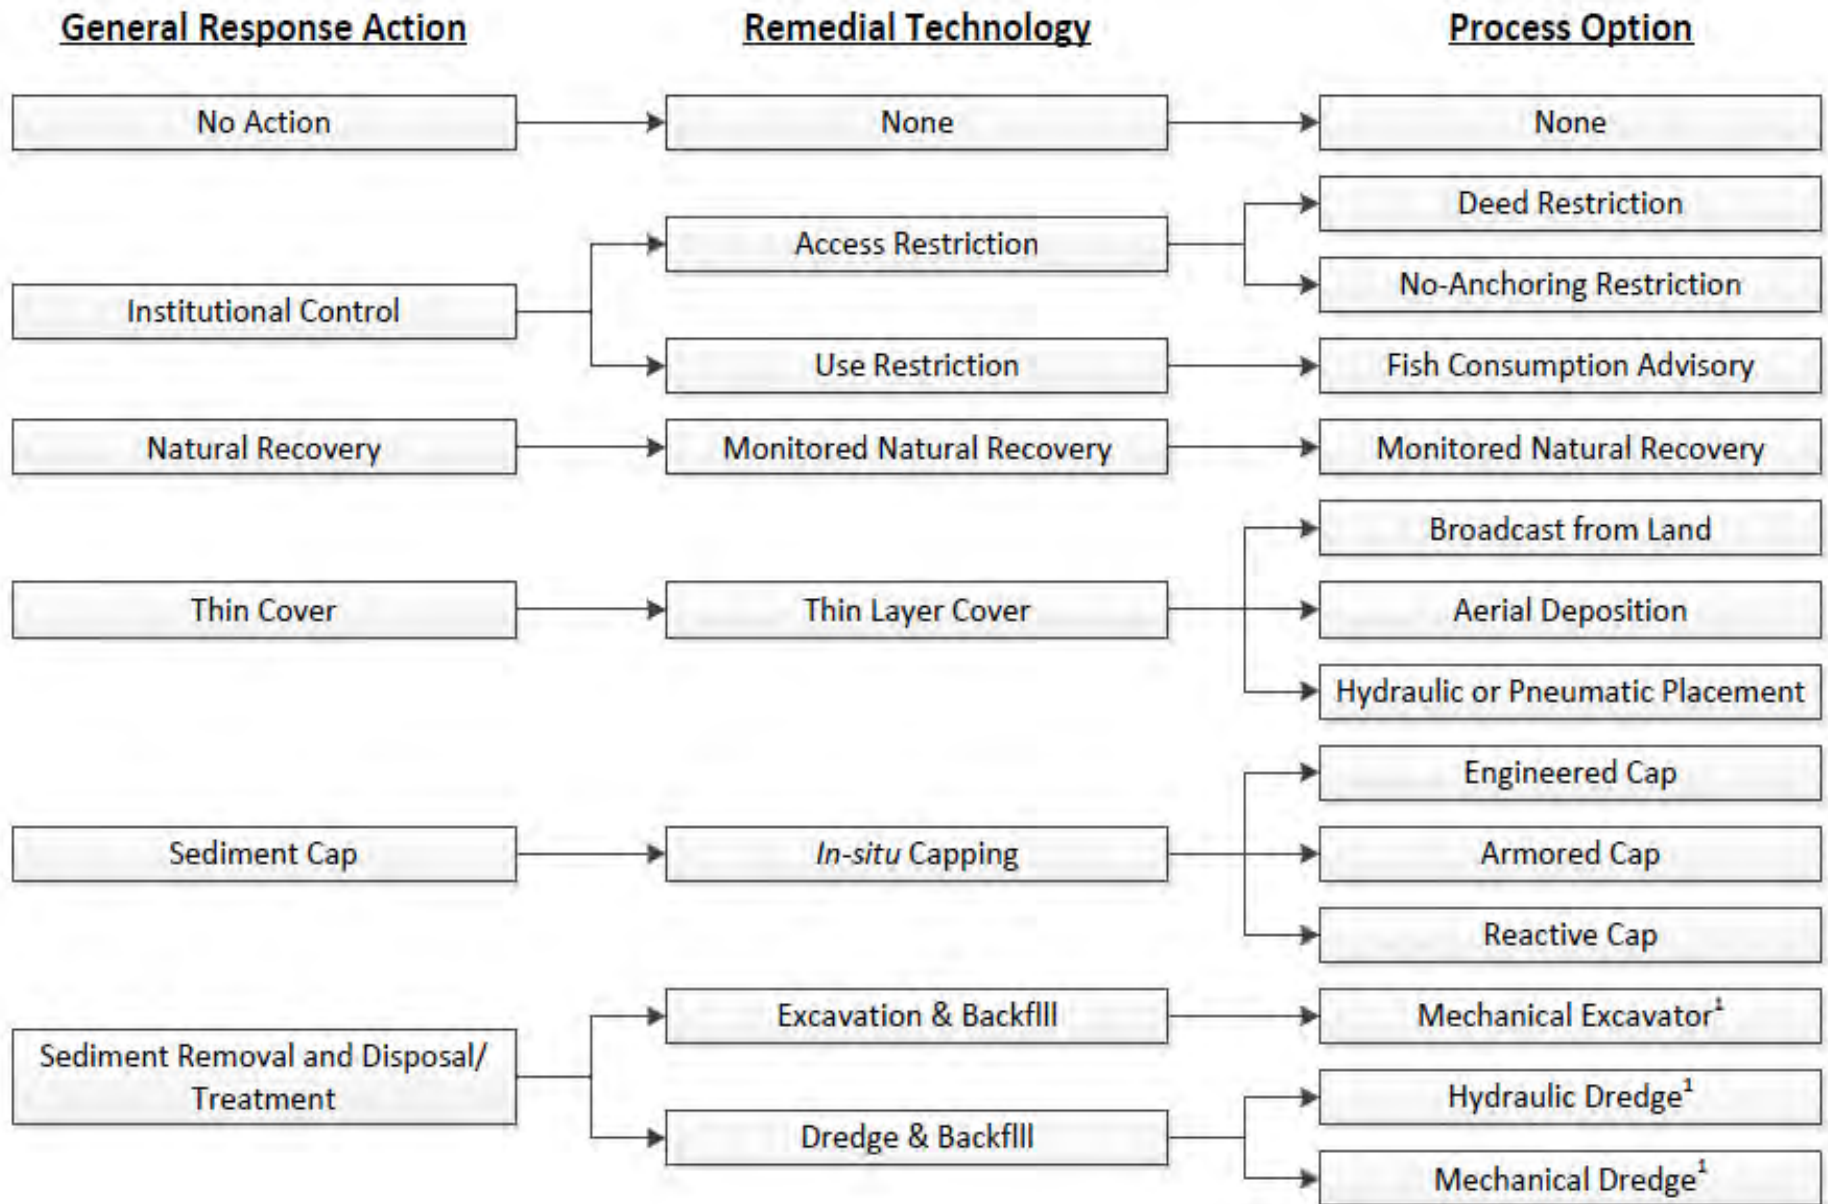 General Response Action
Remedial Technology
Process Option
No Action
None
None
Deed Restriction
Access Restriction
No-Anchoring Restriction
Institutional Control
Use Restriction
Fish Consumption Advisory
Natural Recovery
Monitored Natural Recovery
Monitored Natural Recovery
Broadcast from Land
Thin Cover
Thin Layer Cover
Aerial Deposition
Hydraulic or Pneumatic Placement
Engineered Cap
Sediment Cap
In-situ Capping
Armored Cap
Reactive Cap
Excavation & Backflll
Mechanical Excavator¹
Sediment Removal and Disposal/
Treatment
Hydraulic Dredge¹
Dredge & Backflll
Mechanical Dredge¹